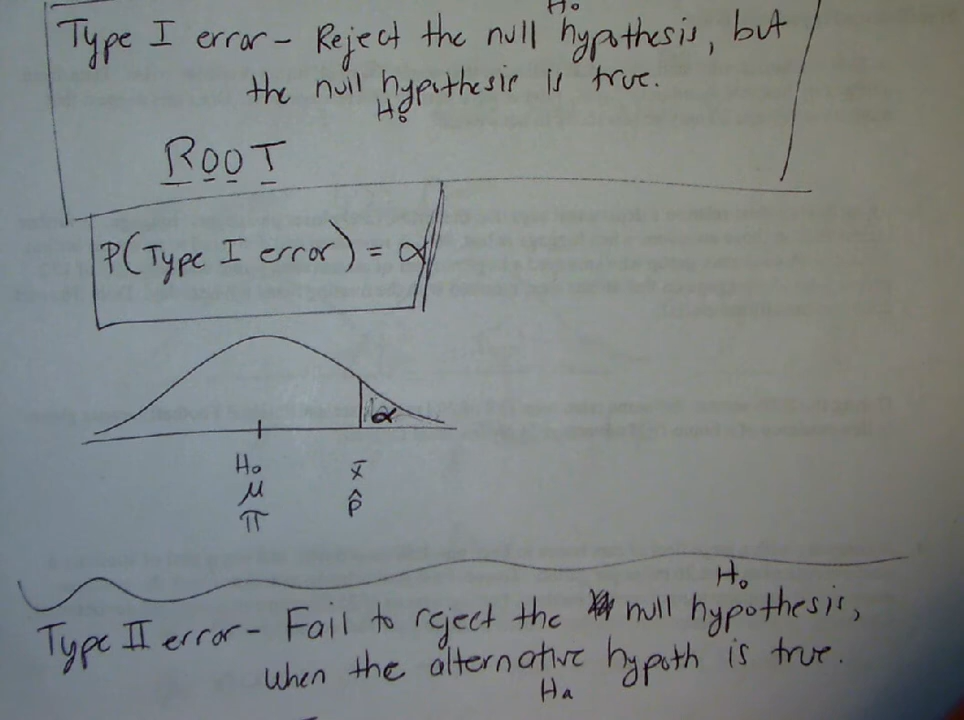 H₀
Type I error - Reject the null hypothesis, but
the null hypothesis is true.
H₀
ROOT
P(Type I error) = α
α
H₀ x̄
μ p̂
π
H₀
Type II error - Fail to reject the null hypothesis,
when the alternative hypoth is true.
Ha